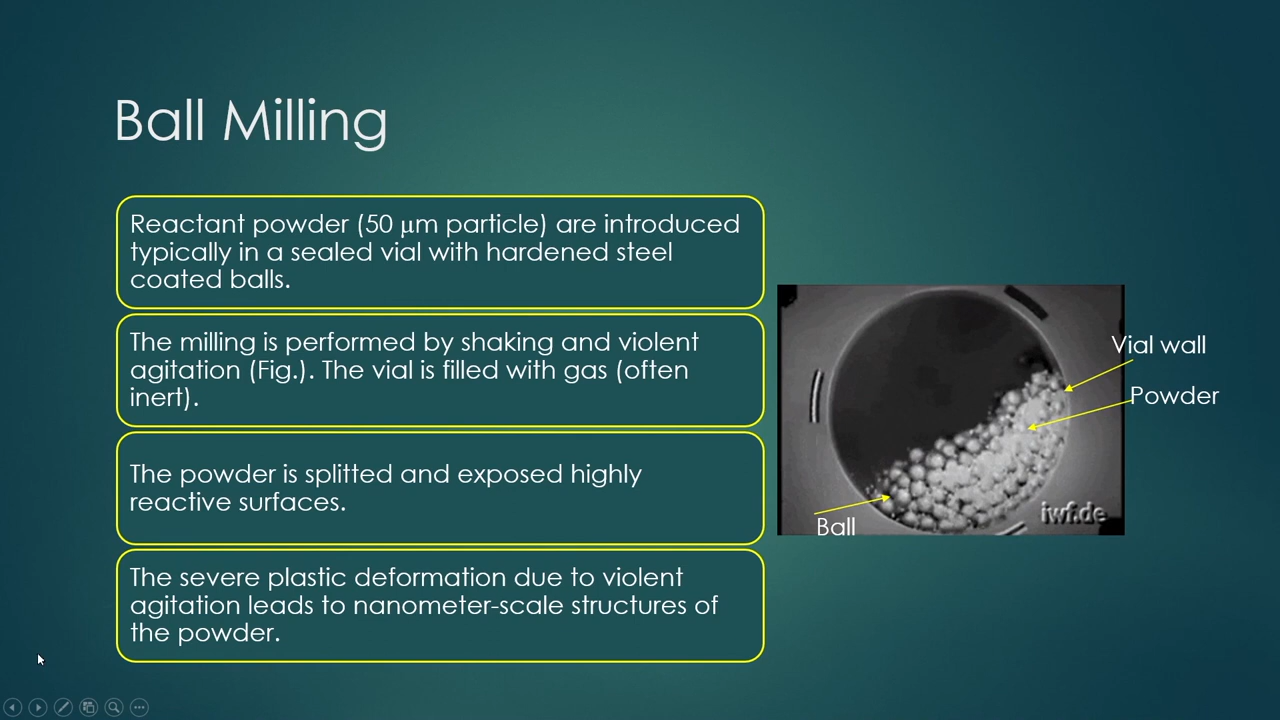 Ball Milling
Reactant powder (50 μm particle) are introduced
typically in a sealed vial with hardened steel
coated balls.
The milling is performed by shaking and violent
agitation (Fig.). The vial is filled with gas (often
inert).
The powder is splitted and exposed highly
reactive surfaces.
The severe plastic deformation due to violent
agitation leads to nanometer-scale structures of
the powder.
Vial wall
Powder
Ball
iwf.de